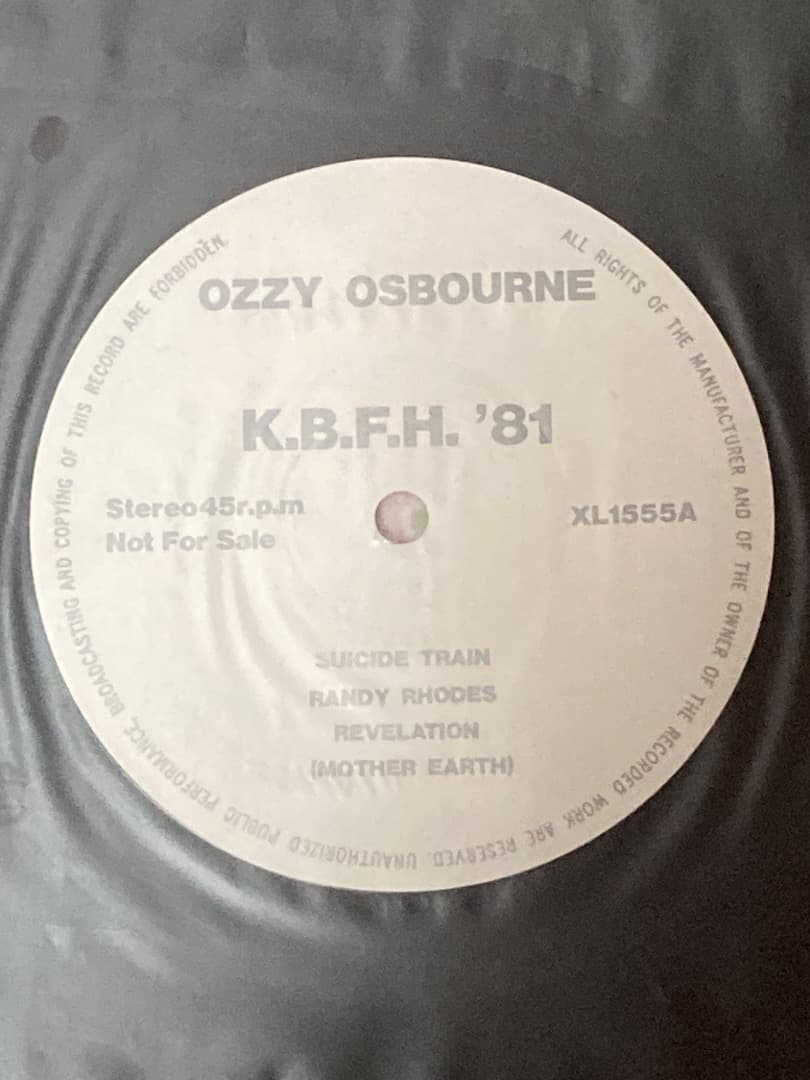 OZZY OSBOURNE
K.B.F.H. '81
Stereo 45r.p.m
Not For Sale
XL1555A
SUICIDE TRAIN
RANDY RHODES
REVELATION
(MOTHER EARTH)
ALL RIGHTS OF THE MANUFACTURER AND OF THE OWNER OF THE RECORDED WORK ARE RESERVED. UNAUTHORIZED PUBLIC PERFORMANCE, BROADCASTING AND COPYING OF THIS RECORD ARE FORBIDDEN.